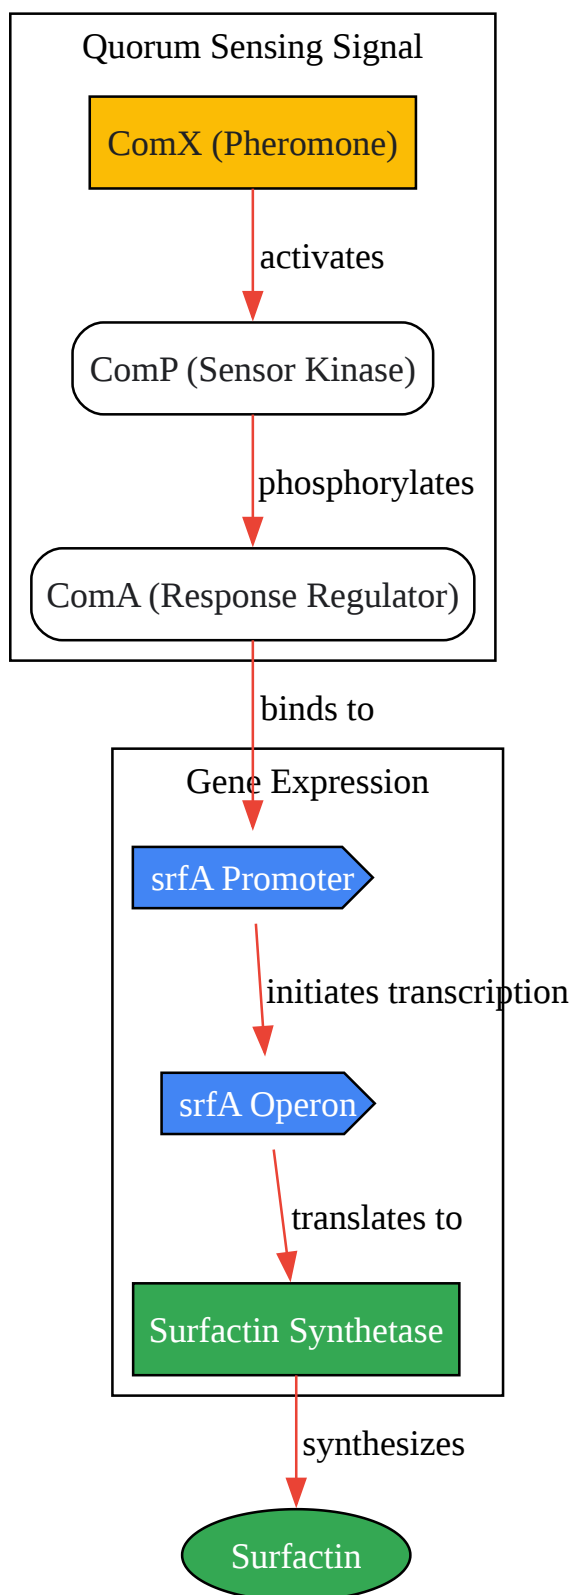 Quorum Sensing Signal
ComX (Pheromone)
activates
ComP (Sensor Kinase)
phosphorylates
ComA (Response Regulator)
binds to
Gene Expression
srfA Promoter
initiates transcription
srfA Operon
translates to
Surfactin Synthetase
synthesizes
Surfactin